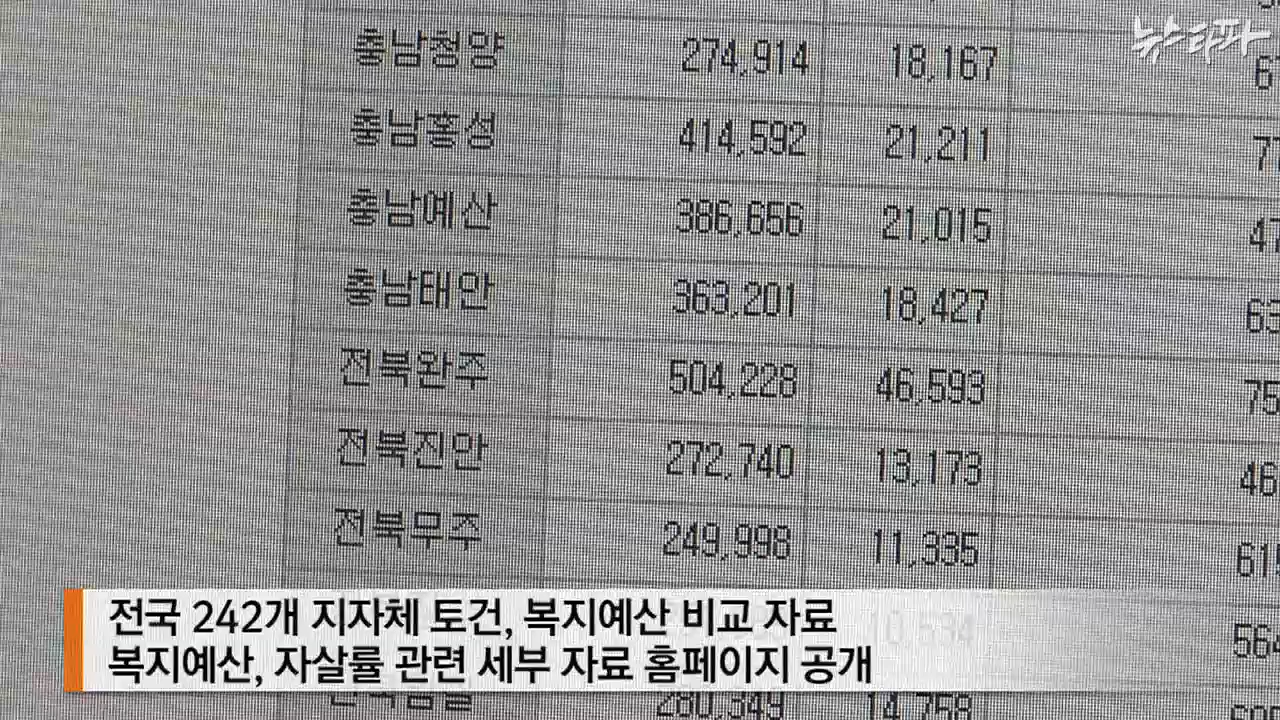 뉴스타파
충남청양 274,914 18,167
충남홍성 414,592 21,211
충남예산 386,656 21,015
충남태안 363,201 18,427
전북완주 504,228 46,593
전북진안 272,740 13,173
전북무주 249,998 11,335
전국 242개 지자체 토건, 복지예산 비교 자료
복지예산, 자살률 관련 세부 자료 홈페이지 공개
280,349 14,758